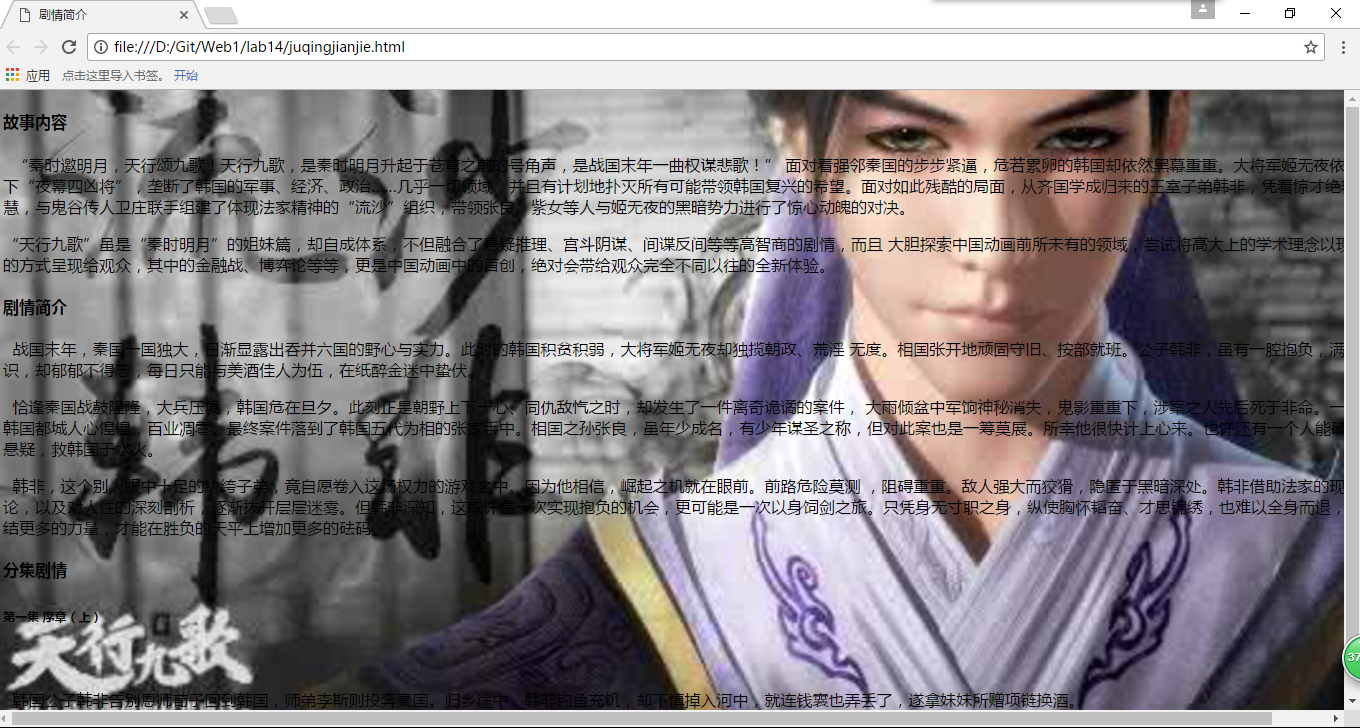 剧情简介
file:///D:/Git/Web1/lab14/juqingjianjie.html
应用 点击这里导入书签。 开始
流沙
韩非
故事内容
“秦时邀明月，天行颂九歌！天行九歌，是秦时明月升起于苍穹之前的号角声，是战国末年一曲权谋悲歌！” 面对着强邻秦国的步步紧逼，危若累卵的韩国却依然黑幕重重。大将军姬无夜依
下“夜幕四凶将”，垄断了韩国的军事、经济、政治……几乎一切领域，并且有计划地扑灭所有可能带领韩国复兴的希望。面对如此残酷的局面，从齐国学成归来的王室子弟韩非，凭着惊才绝
慧，与鬼谷传人卫庄联手组建了体现法家精神的“流沙”组织，带领张良、紫女等人与姬无夜的黑暗势力进行了惊心动魄的对决。
“天行九歌”虽是“秦时明月”的姐妹篇，却自成体系，不但融合了悬疑推理、宫斗阴谋、间谍反间等等高智商的剧情，而且 大胆探索中国动画前所未有的领域，尝试将高大上的学术理念以现
的方式呈现给观众，其中的金融战、博弈论等等，更是中国动画中的首创，绝对会带给观众完全不同以往的全新体验。
剧情简介
战国末年，秦国一国独大，日渐显露出吞并六国的野心与实力。此时的韩国积贫积弱，大将军姬无夜却独揽朝政、荒淫 无度。相国张开地顽固守旧、按部就班。公子韩非，虽有一腔抱负，满
识，却郁郁不得志，每日只能与美酒佳人为伍，在纸醉金迷中蛰伏。
恰逢秦国战鼓隆隆，大兵压境，韩国危在旦夕。此刻正是朝野上下一心、同仇敌忾之时，却发生了一件离奇诡谲的案件， 大雨倾盆中军饷神秘消失，鬼影重重下，涉案之人先后死于非命。一
韩国都城人心惶惶，百业凋零。最终案件落到了韩国五代为相的张家手中。相国之孙张良，虽年少成名，有少年谋圣之称，但对此案也是一筹莫展。所幸他很快计上心来。也许还有一个人能破
悬疑，救韩国于水火。
韩非，这个别人眼中十足的纨绔子弟，竟自愿卷入这场权力的游戏之中。因为他相信，崛起之机就在眼前。前路危险莫测 ，阻碍重重。敌人强大而狡猾，隐匿于黑暗深处。韩非借助法家的现
论，以及对人性的深刻剖析，逐渐拨开层层迷雾。但韩非深知，这或许是一次实现抱负的机会，更可能是一次以身饲剑之旅。只凭身无寸职之身，纵使胸怀韬奋、才思锦绣，也难以全身而退，
结更多的力量，才能在胜负的天平上增加更多的砝码。
分集剧情
第一集 序章（上）
天行九歌
韩国公子韩非告别恩师荀子回到韩国，师弟李斯则投奔秦国。归乡途中，韩非钓鱼充饥，却不慎掉入河中，就连钱袋也弄丢了，遂拿妹妹所赠项链换酒。
37